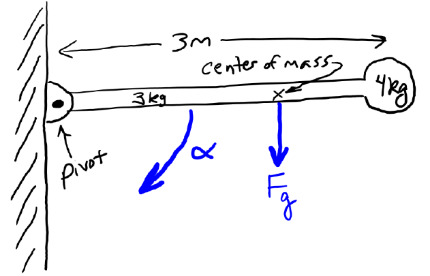 3m
center of mass
3kg
x
4kg
pivot
α
Fg